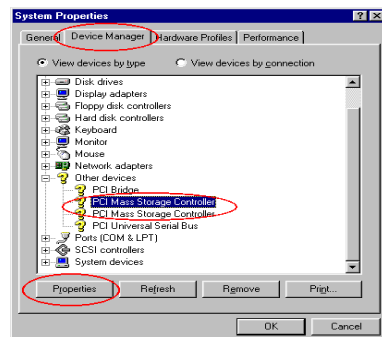 System Properties
General Device Manager Hardware Profiles Performance
View devices by type View devices by connection
Disk drives
Display adapters
Floppy disk controllers
Hard disk controllers
Keyboard
Monitor
Mouse
Network adapters
Other devices
PCI Bridge
PCI Mass Storage Controller
PCI Mass Storage Controller
PCI Universal Serial Bus
Ports (COM & LPT)
SCSI controllers
System devices
Properties Refresh Remove Print...
OK Cancel